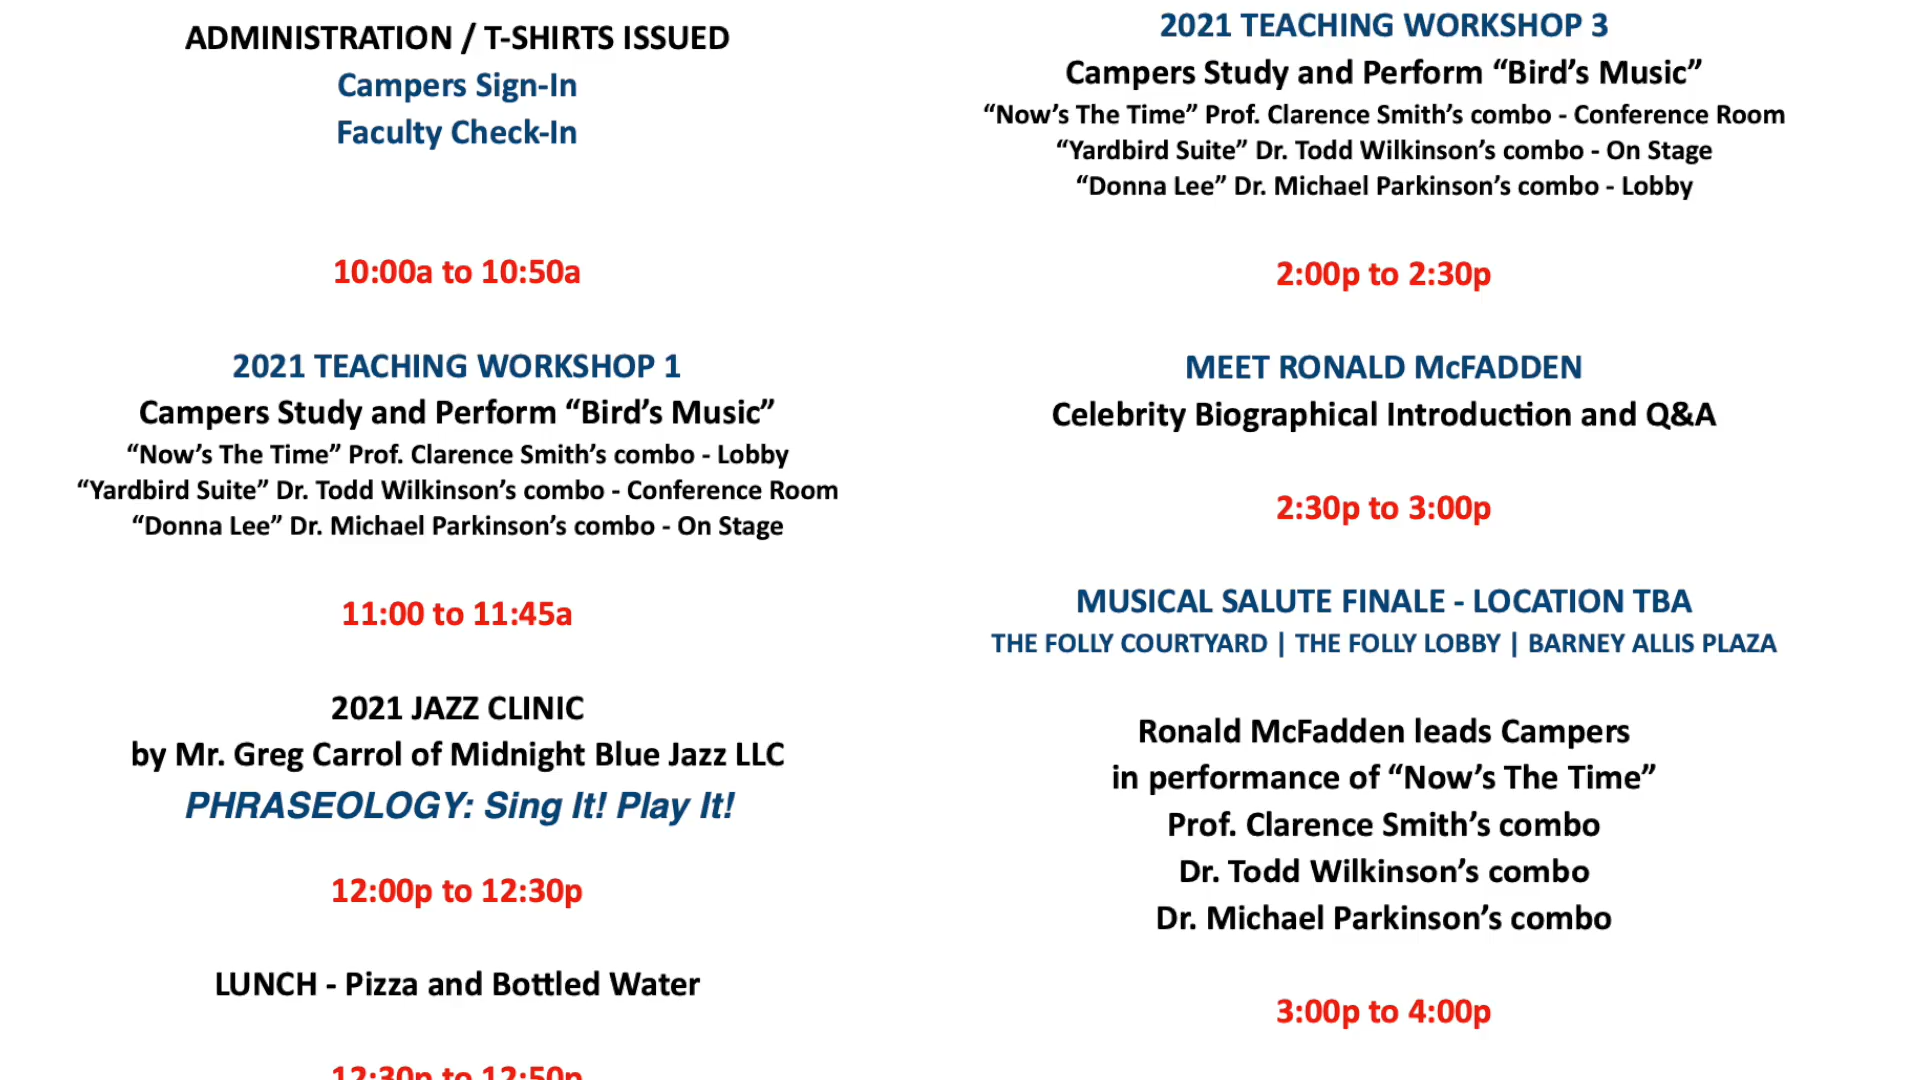 ADMINISTRATION / T-SHIRTS ISSUED
Campers Sign-In
Faculty Check-In
10:00a to 10:50a
2021 TEACHING WORKSHOP 1
Campers Study and Perform “Bird’s Music”
“Now’s The Time” Prof. Clarence Smith’s combo - Lobby
“Yardbird Suite” Dr. Todd Wilkinson’s combo - Conference Room
“Donna Lee” Dr. Michael Parkinson’s combo - On Stage
11:00 to 11:45a
2021 JAZZ CLINIC
by Mr. Greg Carrol of Midnight Blue Jazz LLC
PHRASEOLOGY: Sing It! Play It!
12:00p to 12:30p
LUNCH - Pizza and Bottled Water
12:30p to 12:50p
2021 TEACHING WORKSHOP 3
Campers Study and Perform “Bird’s Music”
“Now’s The Time” Prof. Clarence Smith’s combo - Conference Room
“Yardbird Suite” Dr. Todd Wilkinson’s combo - On Stage
“Donna Lee” Dr. Michael Parkinson’s combo - Lobby
2:00p to 2:30p
MEET RONALD McFADDEN
Celebrity Biographical Introduction and Q&A
2:30p to 3:00p
MUSICAL SALUTE FINALE - LOCATION TBA
THE FOLLY COURTYARD | THE FOLLY LOBBY | BARNEY ALLIS PLAZA
Ronald McFadden leads Campers
in performance of “Now’s The Time”
Prof. Clarence Smith’s combo
Dr. Todd Wilkinson’s combo
Dr. Michael Parkinson’s combo
3:00p to 4:00p